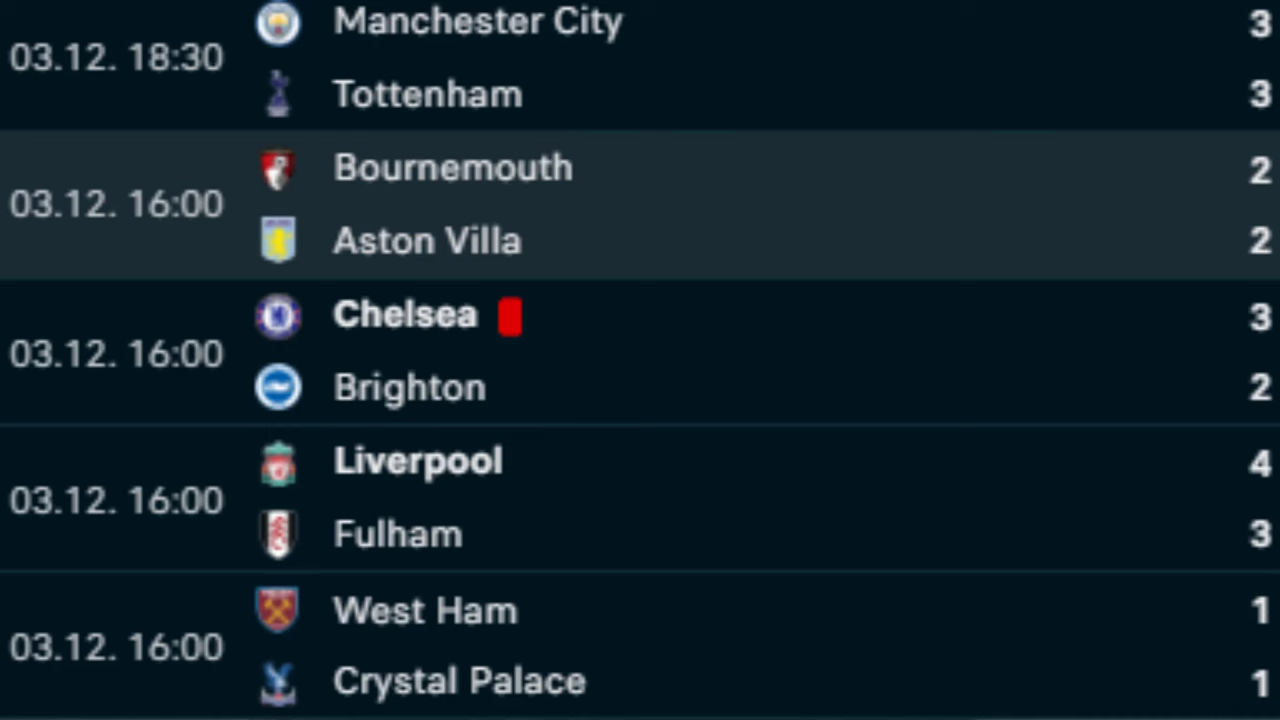 Manchester City 3
03.12. 18:30
Tottenham 3
Bournemouth 2
03.12. 16:00
Aston Villa 2
Chelsea 3
03.12. 16:00
Brighton 2
Liverpool 4
03.12. 16:00
Fulham 3
West Ham 1
03.12. 16:00
Crystal Palace 1